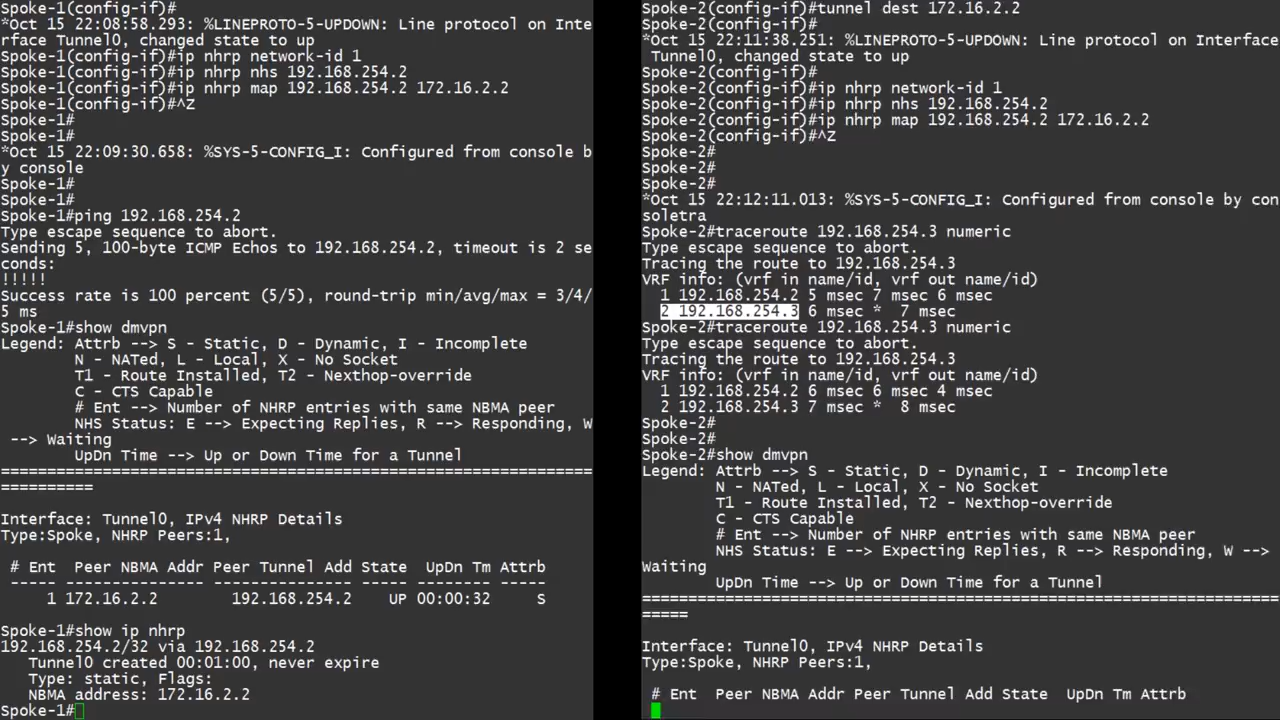 Spoke-1(config-if)#
*Oct 15 22:08:58.293: %LINEPROTO-5-UPDOWN: Line protocol on Inte
rface Tunnel0, changed state to up
Spoke-1(config-if)#ip nhrp network-id 1
Spoke-1(config-if)#ip nhrp nhs 192.168.254.2
Spoke-1(config-if)#ip nhrp map 192.168.254.2 172.16.2.2
Spoke-1(config-if)#^Z
Spoke-1#
Spoke-1#
*Oct 15 22:09:30.658: %SYS-5-CONFIG_I: Configured from console b
y console
Spoke-1#
Spoke-1#
Spoke-1#ping 192.168.254.2
Type escape sequence to abort.
Sending 5, 100-byte ICMP Echos to 192.168.254.2, timeout is 2 se
conds:
!!!!!
Success rate is 100 percent (5/5), round-trip min/avg/max = 3/4/
5 ms
Spoke-1#show dmvpn
Legend: Attrb --> S - Static, D - Dynamic, I - Incomplete
N - NATed, L - Local, X - No Socket
T1 - Route Installed, T2 - Nexthop-override
C - CTS Capable
# Ent --> Number of NHRP entries with same NBMA peer
NHS Status: E --> Expecting Replies, R --> Responding, W
--> Waiting
UpDn Time --> Up or Down Time for a Tunnel
================================================================
==========
Interface: Tunnel0, IPv4 NHRP Details
Type:Spoke, NHRP Peers:1,
# Ent  Peer NBMA Addr Peer Tunnel Add State  UpDn Tm Attrb
----- --------------- --------------- ----- -------- -----
1 172.16.2.2        192.168.254.2    UP 00:00:32     S
Spoke-1#show ip nhrp
192.168.254.2/32 via 192.168.254.2
Tunnel0 created 00:01:00, never expire
Type: static, Flags:
NBMA address: 172.16.2.2
Spoke-1#
Spoke-2(config-if)#tunnel dest 172.16.2.2
Spoke-2(config-if)#
*Oct 15 22:11:38.251: %LINEPROTO-5-UPDOWN: Line protocol on Interface
Tunnel0, changed state to up
Spoke-2(config-if)#
Spoke-2(config-if)#ip nhrp network-id 1
Spoke-2(config-if)#ip nhrp nhs 192.168.254.2
Spoke-2(config-if)#ip nhrp map 192.168.254.2 172.16.2.2
Spoke-2(config-if)#^Z
Spoke-2#
Spoke-2#
Spoke-2#
*Oct 15 22:12:11.013: %SYS-5-CONFIG_I: Configured from console by con
soletra
Spoke-2#traceroute 192.168.254.3 numeric
Type escape sequence to abort.
Tracing the route to 192.168.254.3
VRF info: (vrf in name/id, vrf out name/id)
1 192.168.254.2 5 msec 7 msec 6 msec
2 192.168.254.3 6 msec *  7 msec
Spoke-2#traceroute 192.168.254.3 numeric
Type escape sequence to abort.
Tracing the route to 192.168.254.3
VRF info: (vrf in name/id, vrf out name/id)
1 192.168.254.2 6 msec 6 msec 4 msec
2 192.168.254.3 7 msec *  8 msec
Spoke-2#
Spoke-2#
Spoke-2#show dmvpn
Legend: Attrb --> S - Static, D - Dynamic, I - Incomplete
N - NATed, L - Local, X - No Socket
T1 - Route Installed, T2 - Nexthop-override
C - CTS Capable
# Ent --> Number of NHRP entries with same NBMA peer
NHS Status: E --> Expecting Replies, R --> Responding, W -->
Waiting
UpDn Time --> Up or Down Time for a Tunnel
=====================================================================
=====
Interface: Tunnel0, IPv4 NHRP Details
Type:Spoke, NHRP Peers:1,
# Ent  Peer NBMA Addr Peer Tunnel Add State  UpDn Tm Attrb